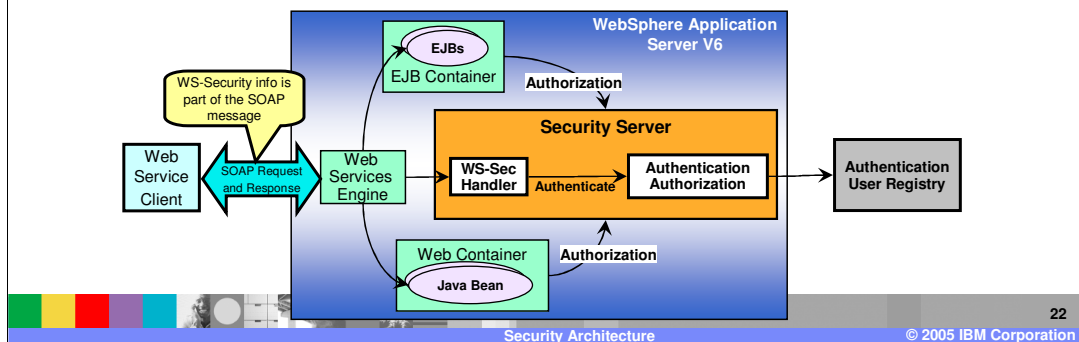 WebSphere Application
Server V6
EJBs
EJB Container
Authorization
WS-Security info is
part of the SOAP
message
Security Server
Web
Service
Client
SOAP Request
and Response
Web
Services
Engine
WS-Sec
Handler
Authenticate
Authentication
Authorization
Authentication
User Registry
Web Container
Authorization
Java Bean
22
Security Architecture
© 2005 IBM Corporation